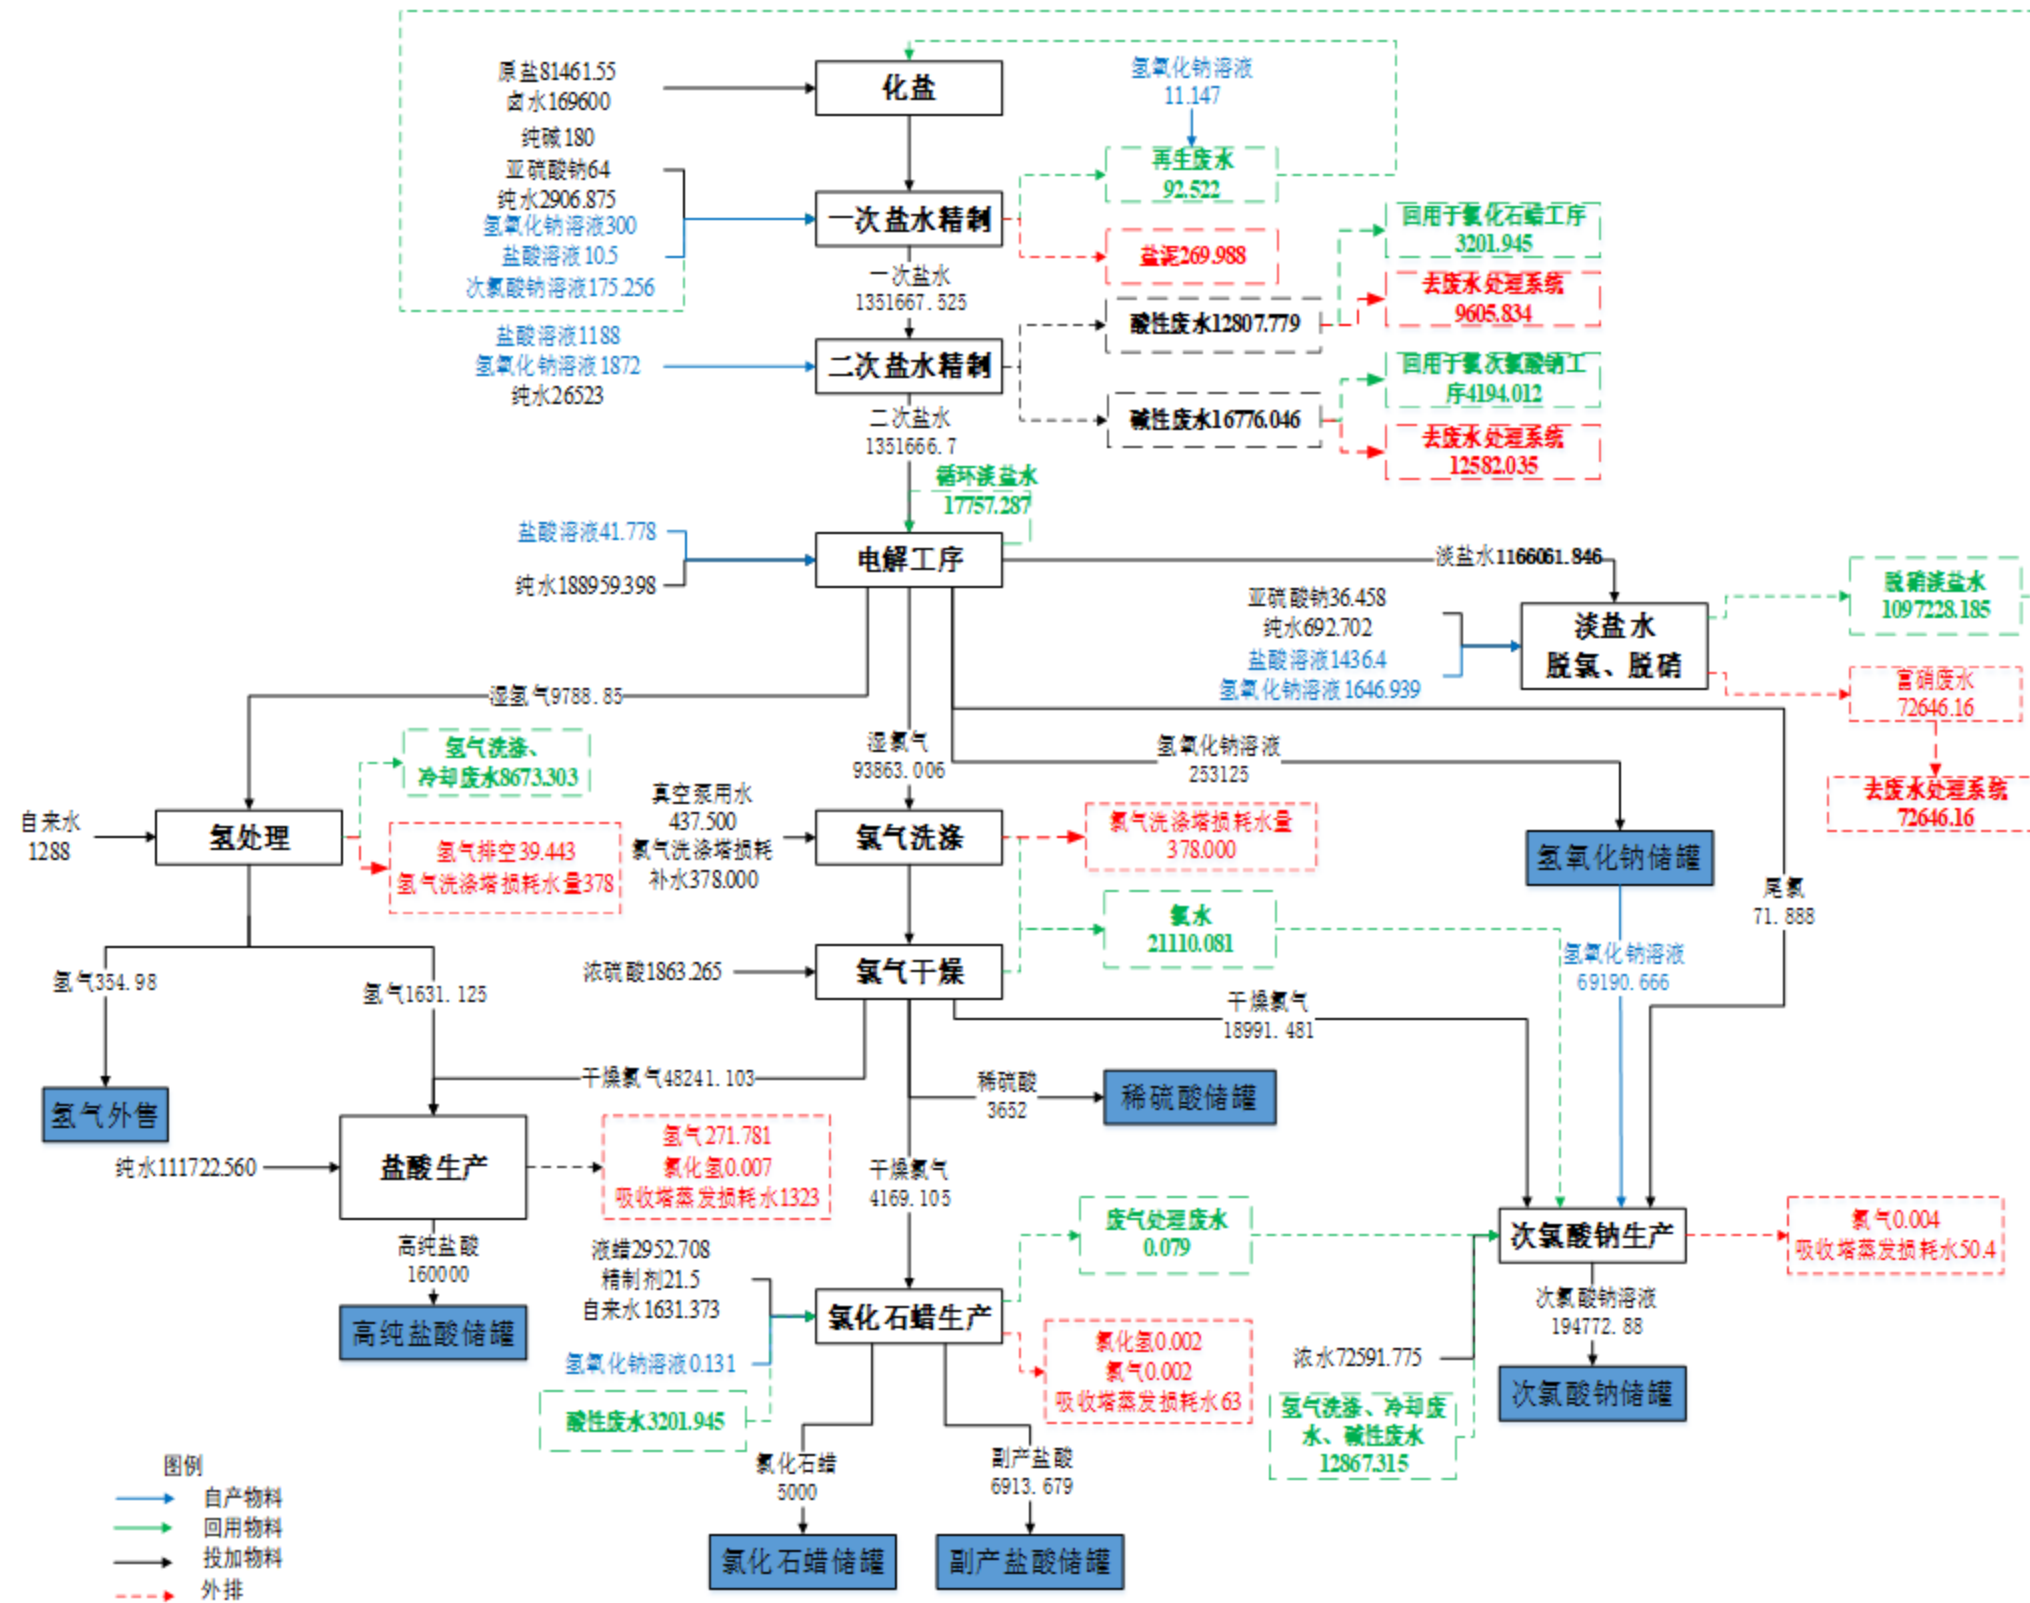 原盐81461.55
卤水169600
化盐
氢氧化钠溶液
11.147
纯碱180
亚硫酸钠64
纯水2906.875
氢氧化钠溶液300
盐酸溶液10.5
次氯酸钠溶液175.256
再生废水
92.522
一次盐水精制
盐泥269.988
一次盐水
1351667.525
回用于氯化石蜡工序
3201.945
去废水处理系统
9605.834
酸性废水12807.779
盐酸溶液1188
氢氧化钠溶液1872
纯水26523
二次盐水精制
回用于氯次氯酸钠工
序4194.012
碱性废水16776.046
去废水处理系统
12582.035
二次盐水
1351666.7
循环淡盐水
17757.287
盐酸溶液41.778
纯水188959.398
电解工序
淡盐水1166061.846
亚硫酸钠36.458
纯水692.702
盐酸溶液1436.4
氢氧化钠溶液1646.939
淡盐水
脱氯、脱硝
脱硝淡盐水
1097228.185
富硝废水
72646.16
去废水处理系统
72646.16
湿氢气9788.85
湿氯气
93863.006
氢氧化钠溶液
253125
氢气洗涤、
冷却废水8673.303
自来水
1288
氢处理
氢气排空39.443
氢气洗涤塔损耗水量378
真空泵用水
437.500
氯气洗涤塔损耗
补水378.000
氯气洗涤
氯气洗涤塔损耗水量
378.000
氢氧化钠储罐
尾氯
71.888
氯水
21110.081
浓硫酸1863.265
氯气干燥
氢氧化钠溶液
69190.666
氢气354.98
氢气1631.125
干燥氯气
18991.481
干燥氯气48241.103
稀硫酸
3652
稀硫酸储罐
氢气外售
纯水111722.560
盐酸生产
氢气271.781
氯化氢0.007
吸收塔蒸发损耗水1323
干燥氯气
4169.105
高纯盐酸
160000
高纯盐酸储罐
液蜡2952.708
精制剂21.5
自来水1631.373
氢氧化钠溶液0.131
酸性废水3201.945
氯化石蜡生产
废气处理废水
0.079
氯化氢0.002
氯气0.002
吸收塔蒸发损耗水63
次氯酸钠生产
氯气0.004
吸收塔蒸发损耗水50.4
次氯酸钠溶液
194772.88
浓水72591.775
次氯酸钠储罐
氢气洗涤、冷却废
水、碱性废水
12867.315
氯化石蜡
5000
副产盐酸
6913.679
氯化石蜡储罐
副产盐酸储罐
图例
自产物料
回用物料
投加物料
外排